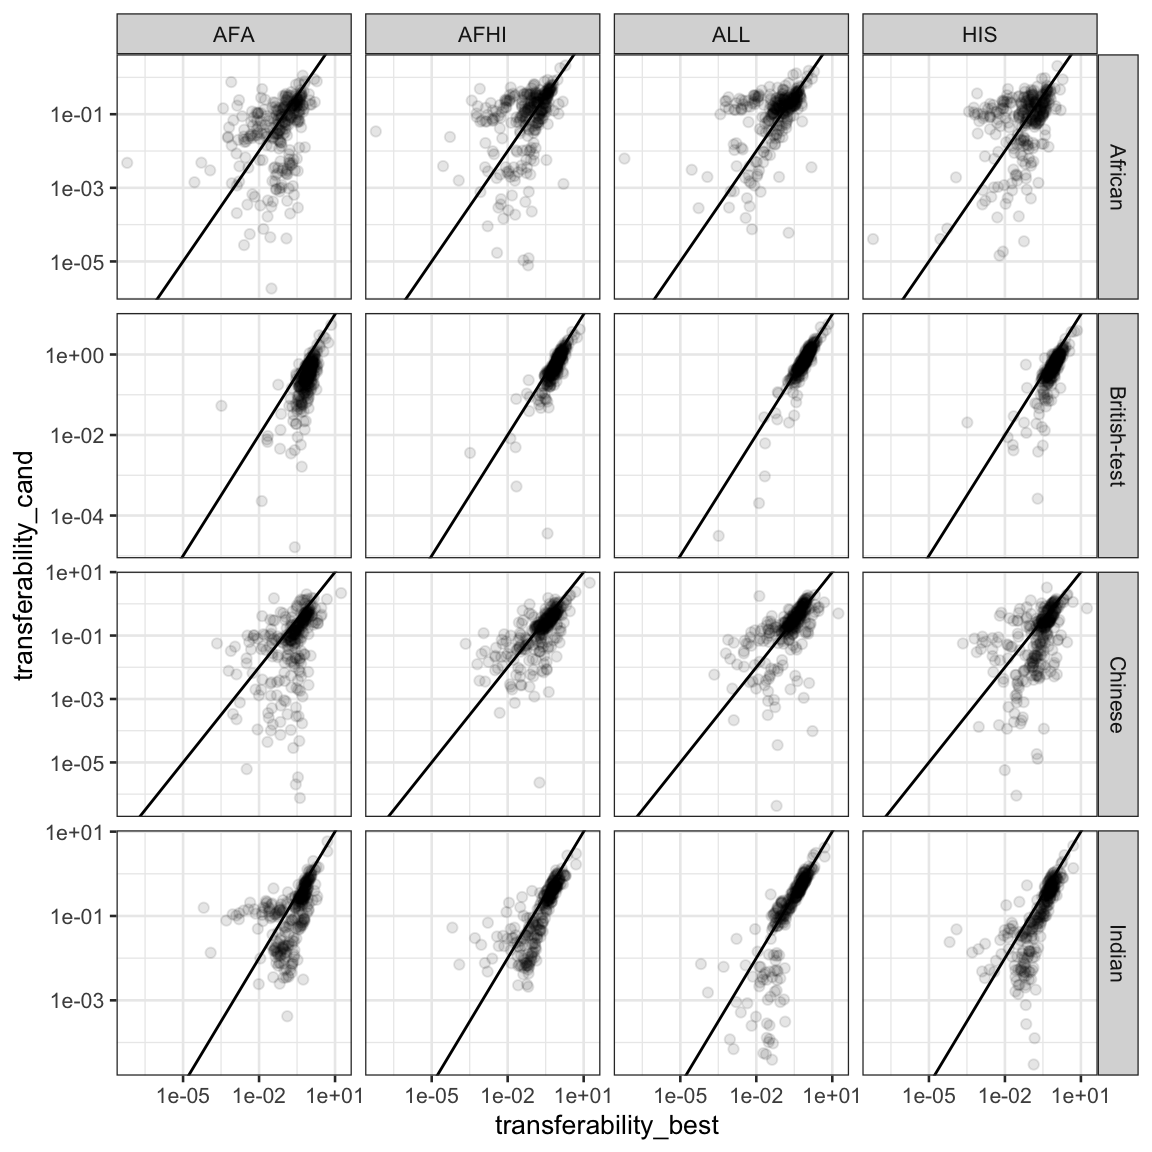 AFA AFHI ALL HIS
1e-01
1e-03
1e-05
African
1e+00
1e-02
1e-04
British-test
1e+01
1e-01
1e-03
1e-05
Chinese
1e+01
1e-01
1e-03
Indian
transferability_cand
1e-05 1e-02 1e+01 1e-05 1e-02 1e+01 1e-05 1e-02 1e+01 1e-05 1e-02 1e+01
transferability_best